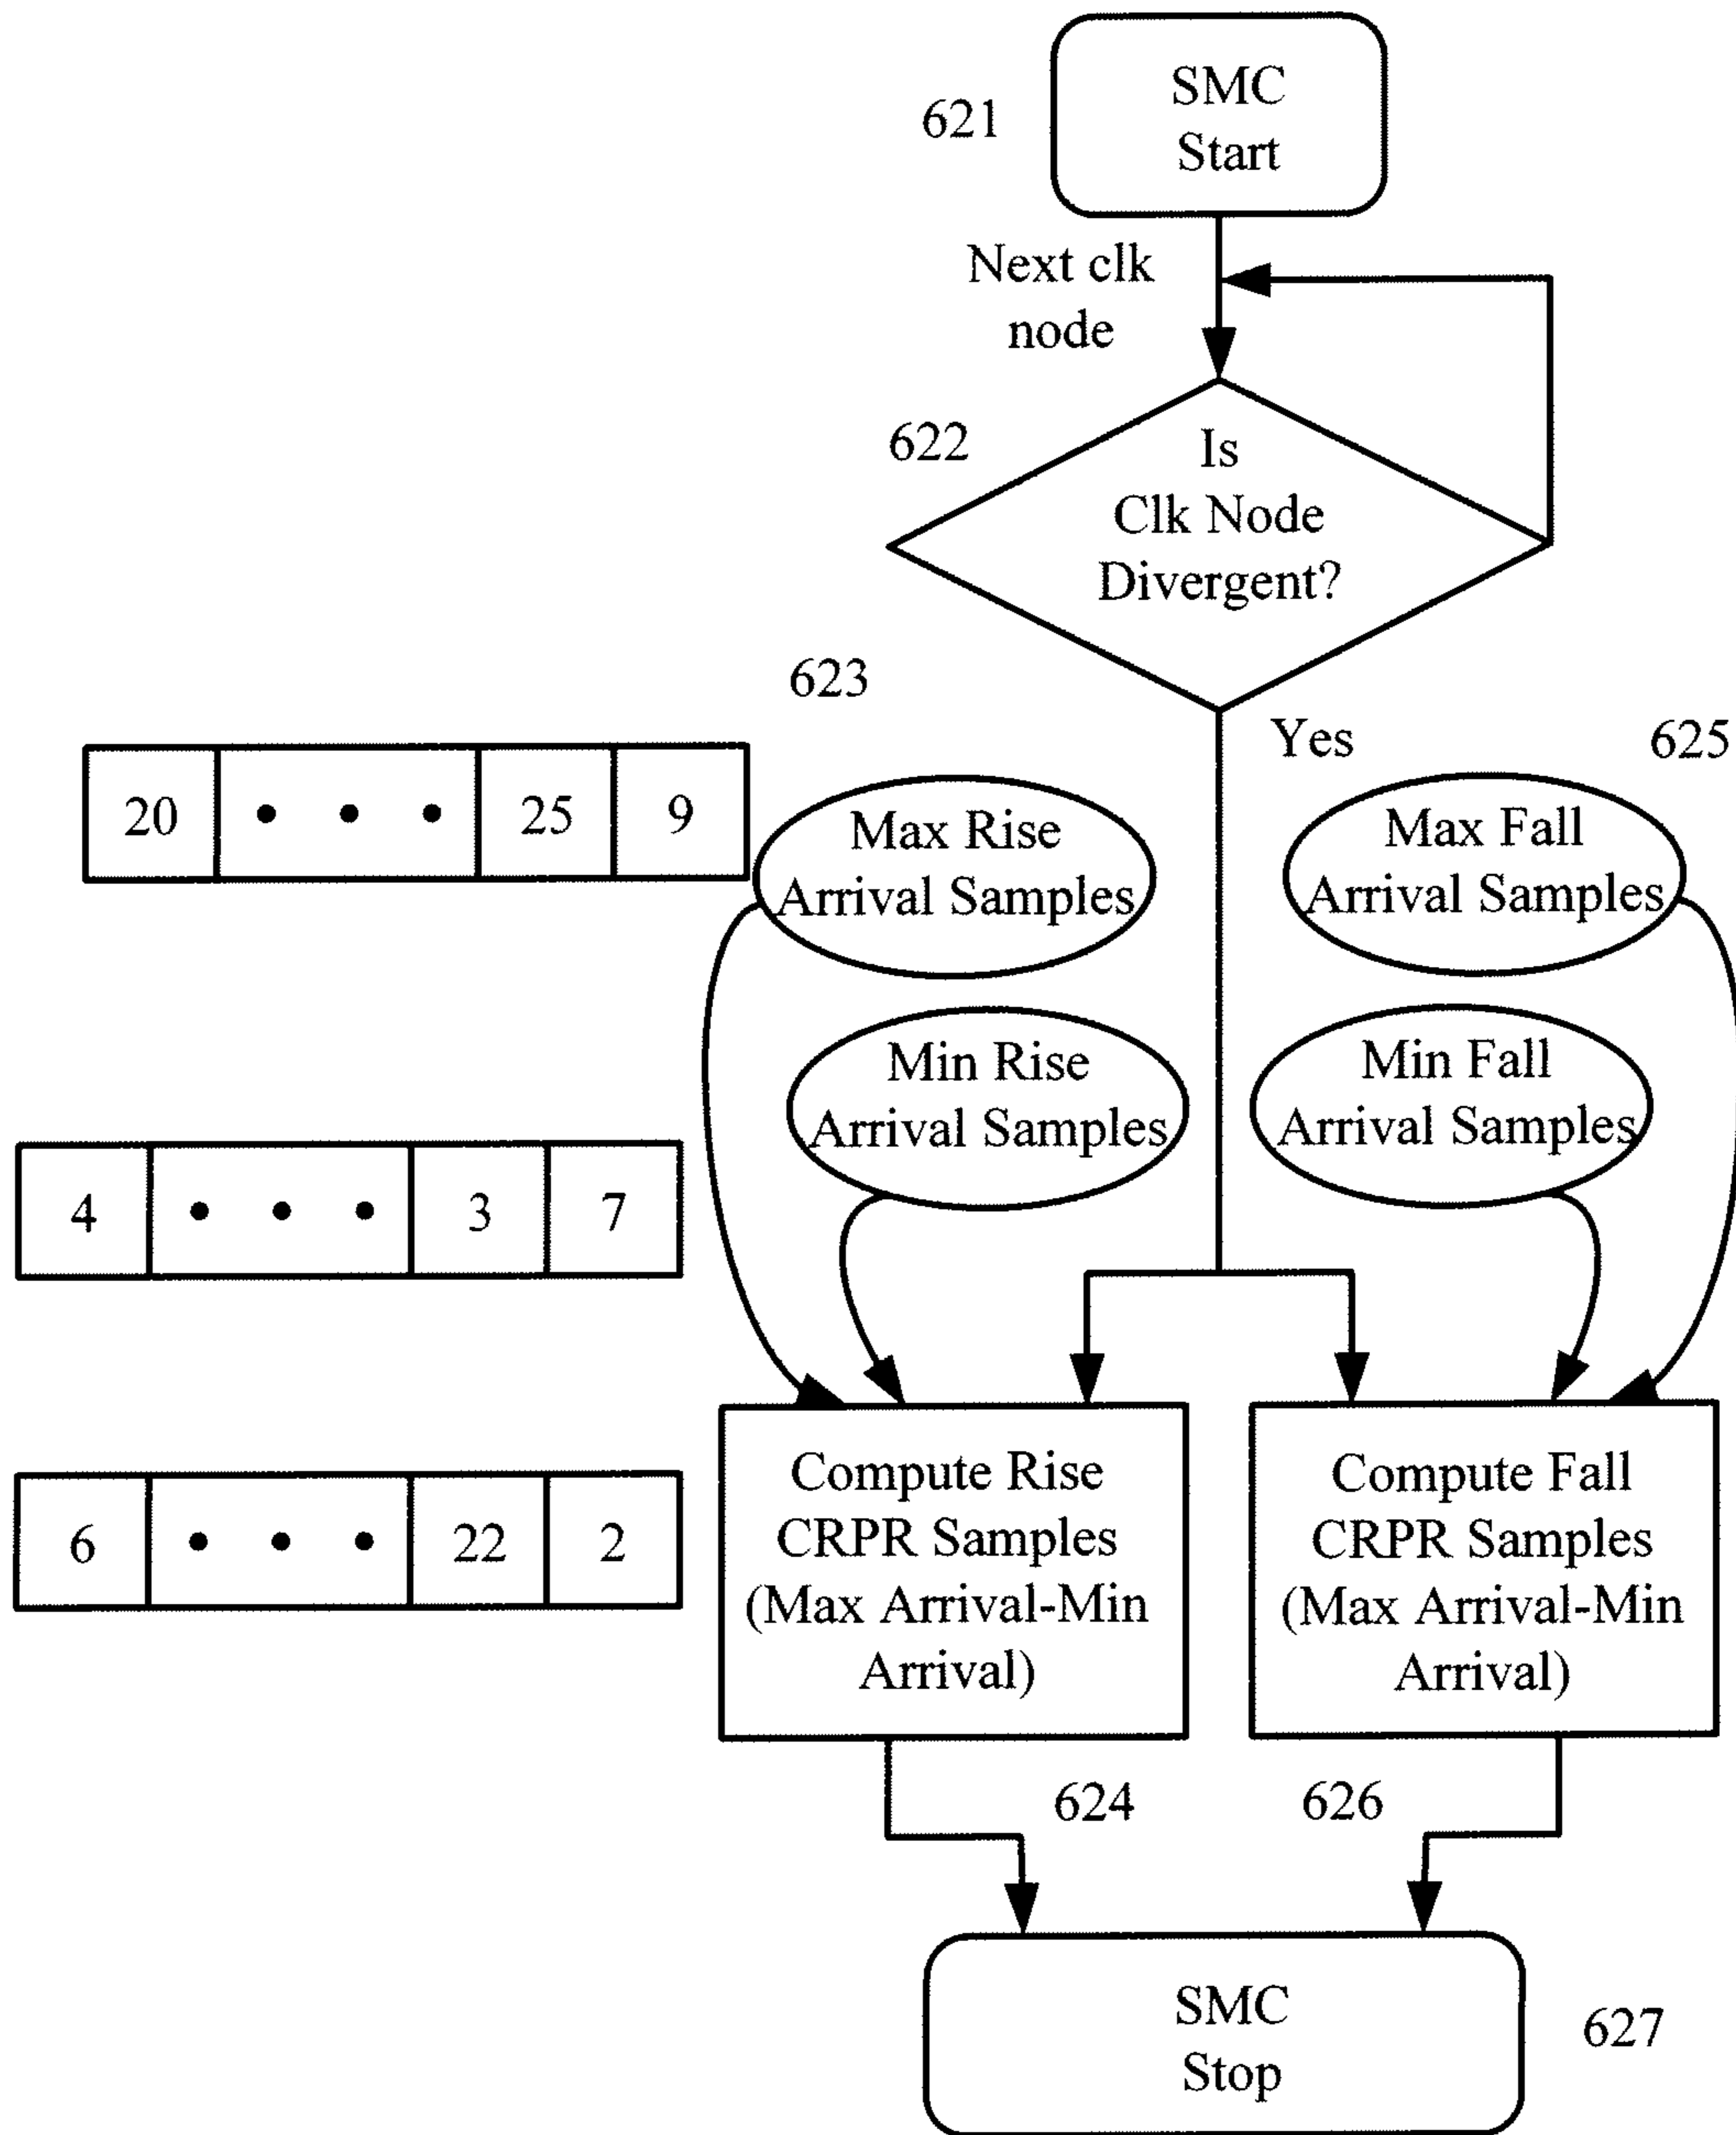 SMC
Start
621
Next clk
node
622
Is
Clk Node
Divergent?
623
Yes
625
20 • • • 25 9
Max Rise
Arrival Samples
Max Fall
Arrival Samples
Min Rise
Arrival Samples
Min Fall
Arrival Samples
4 • • • 3 7
6 • • • 22 2
Compute Rise
CRPR Samples
(Max Arrival-Min
Arrival)
Compute Fall
CRPR Samples
(Max Arrival-Min
Arrival)
624
626
SMC
Stop
627